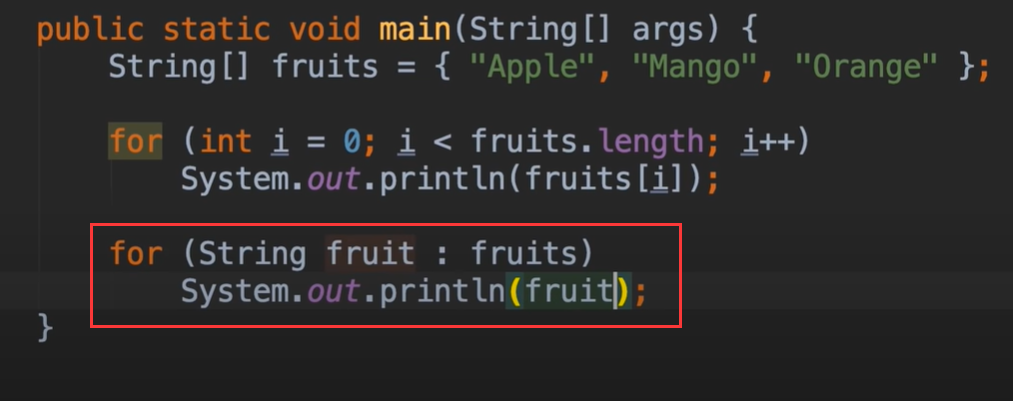 public static void main(String[] args) {
String[] fruits = { "Apple", "Mango", "Orange" };
for (int i = 0; i < fruits.length; i++)
System.out.println(fruits[i]);
for (String fruit : fruits)
System.out.println(fruit);
}